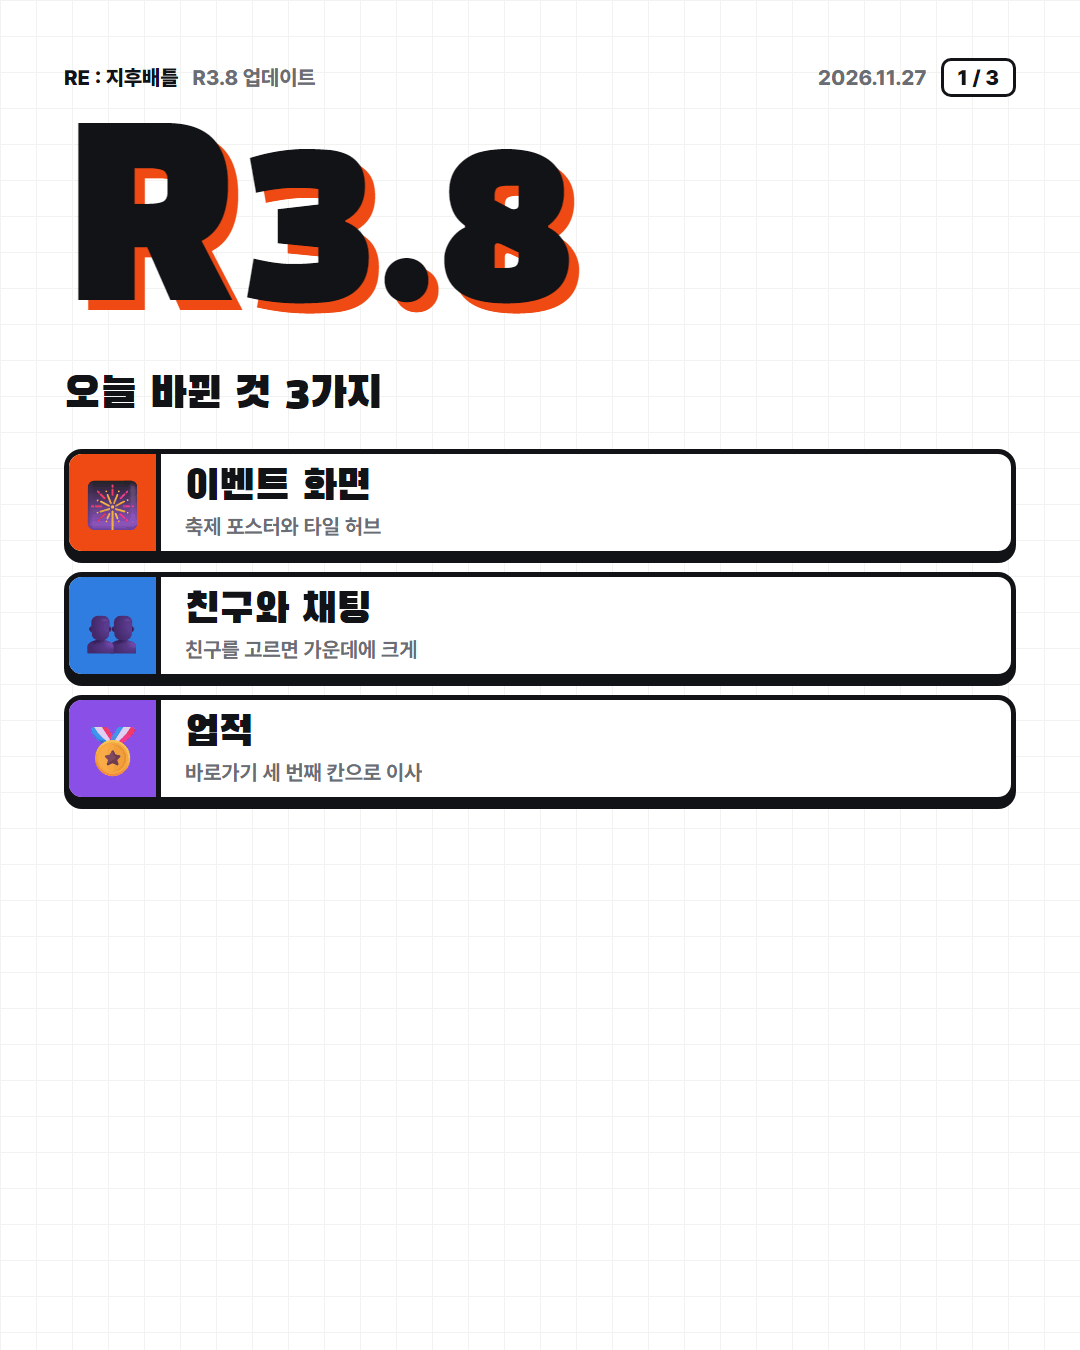 RE : 지후배틀 R3.8 업데이트 2026.11.27 1 / 3
R3.8
오늘 바뀐 것 3가지
이벤트 화면
축제 포스터와 타일 허브
친구와 채팅
친구를 고르면 가운데에 크게
업적
바로가기 세 번째 칸으로 이사